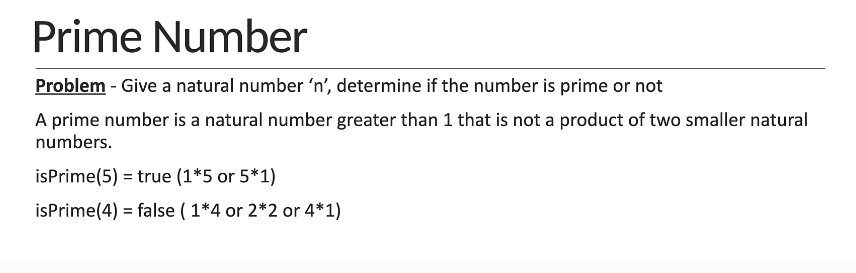 Prime Number
Problem - Give a natural number ‘n’, determine if the number is prime or not
A prime number is a natural number greater than 1 that is not a product of two smaller natural
numbers.
isPrime(5) = true (1*5 or 5*1)
isPrime(4) = false ( 1*4 or 2*2 or 4*1)